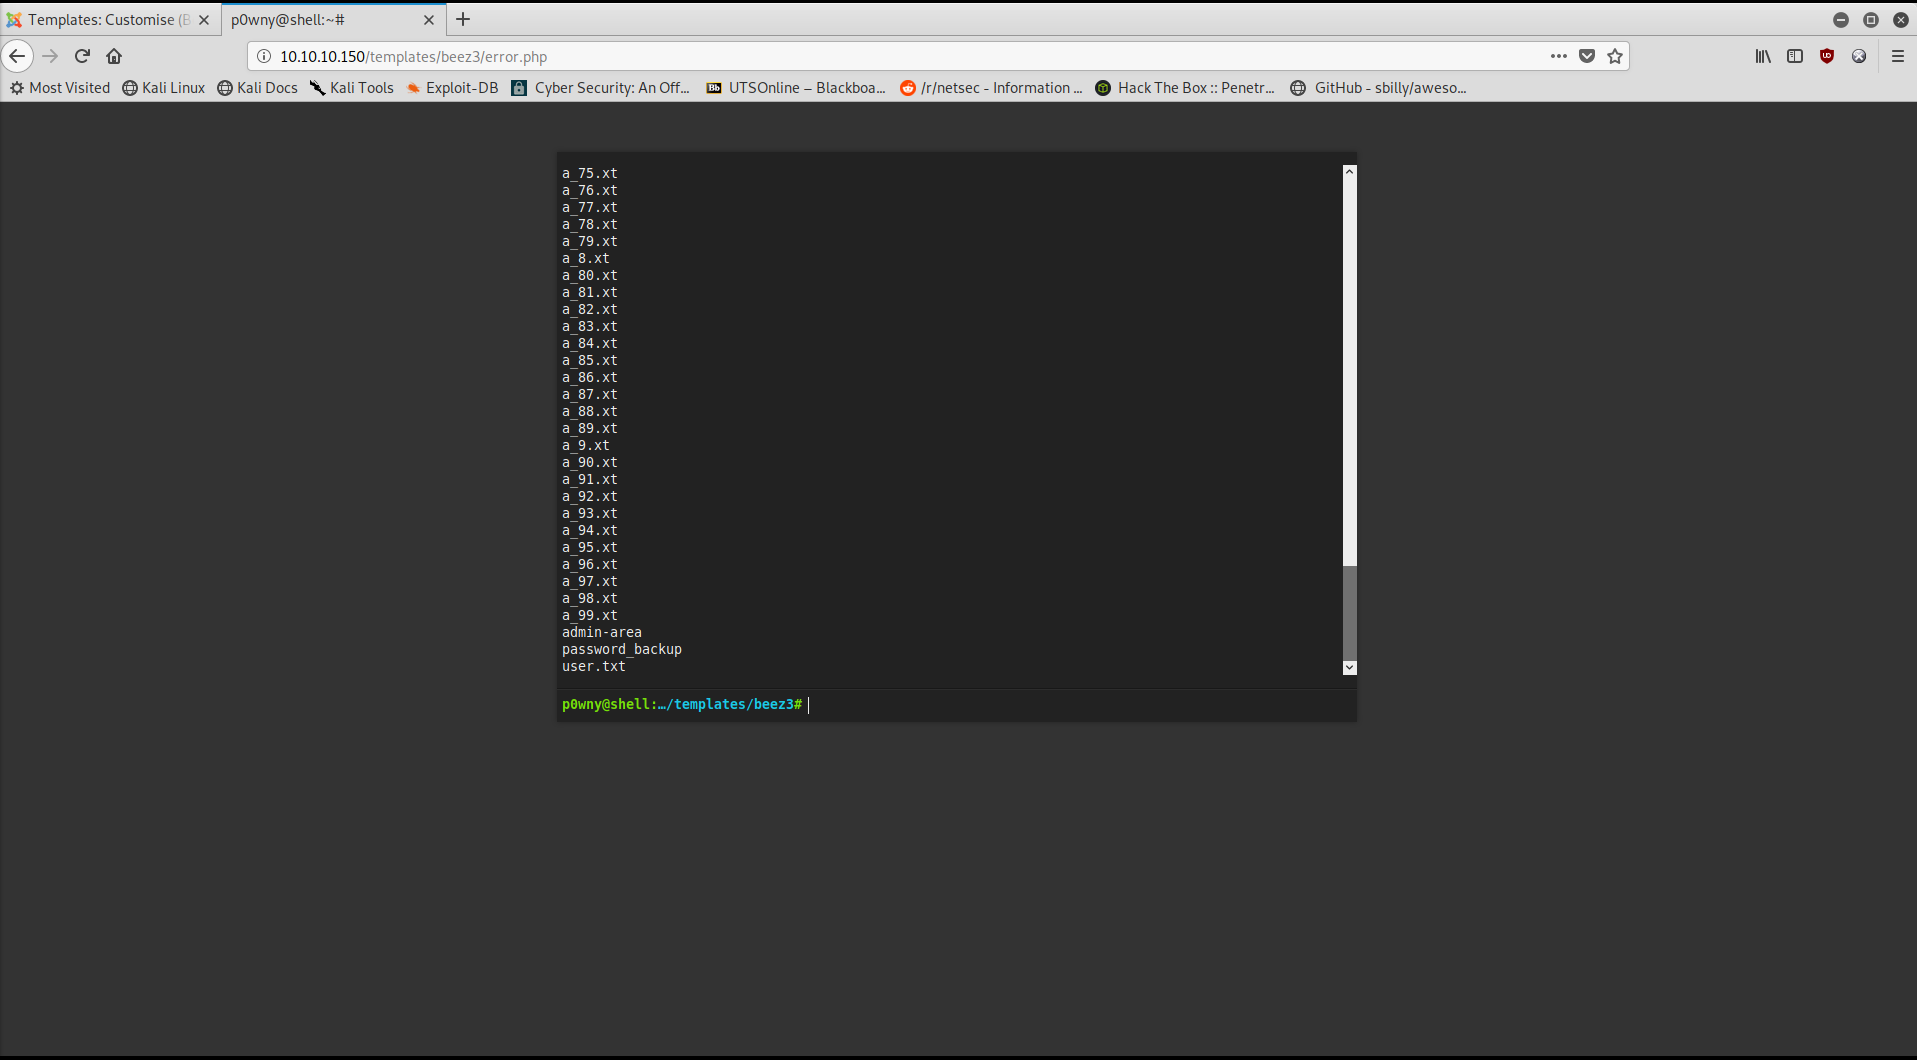 Templates: Customise (B
p0wny@shell:~#
10.10.10.150/templates/beez3/error.php
Most Visited Kali Linux Kali Docs Kali Tools Exploit-DB Cyber Security: An Off... UTSOnline – Blackboa... /r/netsec - Information ... Hack The Box :: Penetr... GitHub - sbilly/aweso...
a_75.xt
a_76.xt
a_77.xt
a_78.xt
a_79.xt
a_8.xt
a_80.xt
a_81.xt
a_82.xt
a_83.xt
a_84.xt
a_85.xt
a_86.xt
a_87.xt
a_88.xt
a_89.xt
a_9.xt
a_90.xt
a_91.xt
a_92.xt
a_93.xt
a_94.xt
a_95.xt
a_96.xt
a_97.xt
a_98.xt
a_99.xt
admin-area
password_backup
user.txt
p0wny@shell:…/templates/beez3#